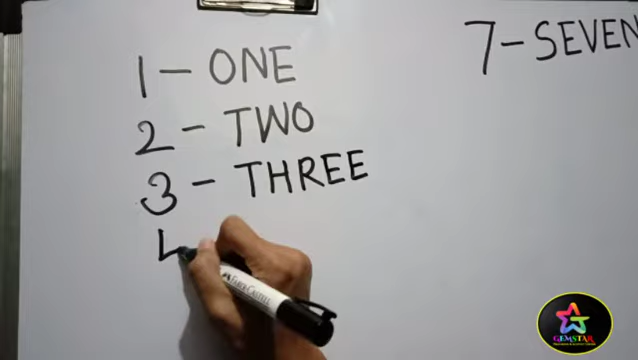 1 - ONE
2 - TWO
3 - THREE
7 - SEVEN
FABER-CASTELL
GEMSTAR